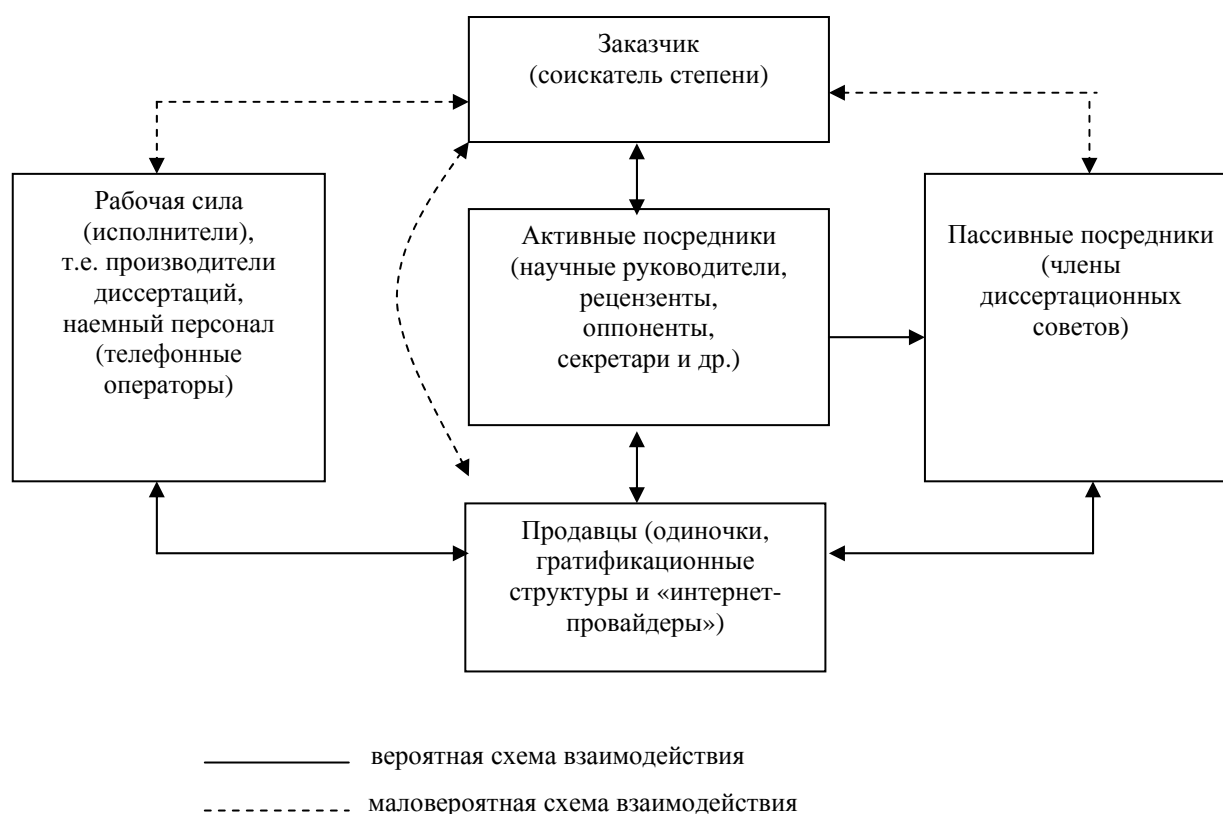 Заказчик
(соискатель степени)
Рабочая сила
(исполнители),
т.е. производители
диссертаций,
наемный персонал
(телефонные
операторы)
Активные посредники
(научные руководители,
рецензенты,
оппоненты,
секретари и др.)
Пассивные посредники
(члены
диссертационных
советов)
Продавцы (одиночки,
гратификационные
структуры и «интернет-
провайдеры»)
вероятная схема взаимодействия
маловероятная схема взаимодействия